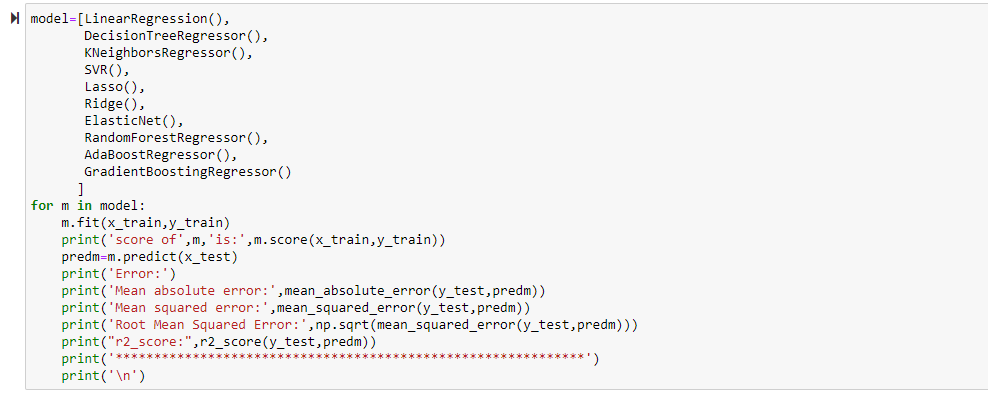 model=[LinearRegression(),
       DecisionTreeRegressor(),
       KNeighborsRegressor(),
       SVR(),
       Lasso(),
       Ridge(),
       ElasticNet(),
       RandomForestRegressor(),
       AdaBoostRegressor(),
       GradientBoostingRegressor()
      ]
for m in model:
    m.fit(x_train,y_train)
    print('score of',m,'is:',m.score(x_train,y_train))
    predm=m.predict(x_test)
    print('Error:')
    print('Mean absolute error:',mean_absolute_error(y_test,predm))
    print('Mean squared error:',mean_squared_error(y_test,predm))
    print('Root Mean Squared Error:',np.sqrt(mean_squared_error(y_test,predm)))
    print("r2_score:",r2_score(y_test,predm))
    print('*************************************************************')
    print('\n')